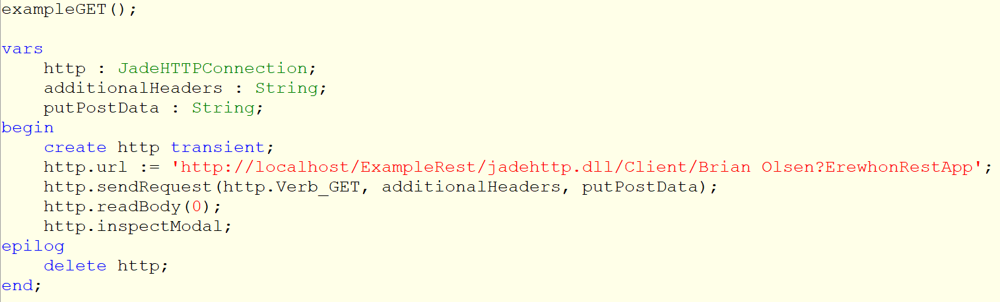 exampleGET();

vars
    http : JadeHTTPConnection;
    additionalHeaders : String;
    putPostData : String;
begin
    create http transient;
    http.url := 'http://localhost/ExampleRest/jadehttp.dll/Client/Brian Olsen?ErewhonRestApp';
    http.sendRequest(http.Verb_GET, additionalHeaders, putPostData);
    http.readBody(0);
    http.inspectModal;
epilog
    delete http;
end;